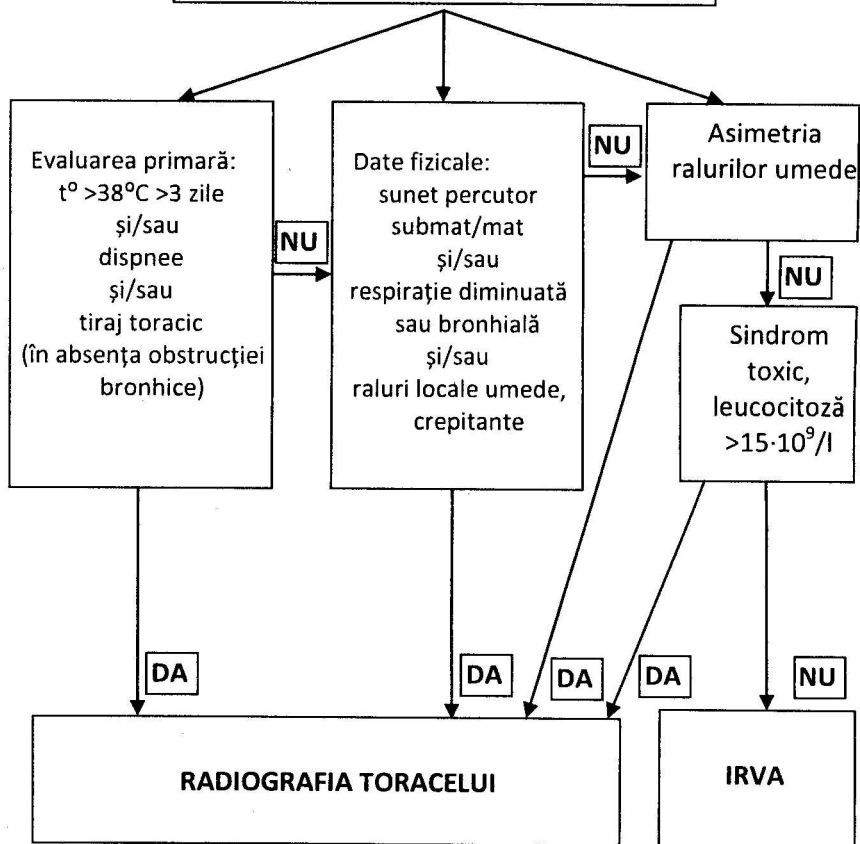 Evaluarea primară:
tº >38ºC >3 zile
și/sau
dispnee
și/sau
tiraj toracic
(în absența obstrucției
bronhice)
NU
Date fizicale:
sunet percutor
submat/mat
și/sau
respirație diminuată
sau bronhială
și/sau
raluri locale umede,
crepitante
NU
Asimetria
ralurilor umede
NU
Sindrom
toxic,
leucocitoză
>15·10⁹/l
DA
DA
DA
DA
NU
RADIOGRAFIA TORACELUI
IRVA